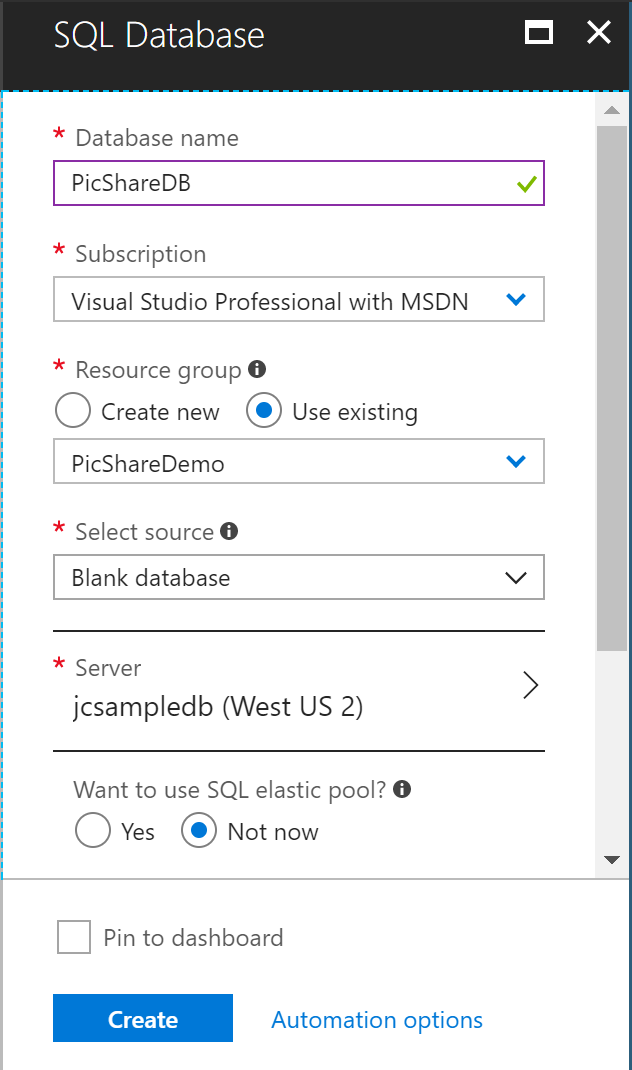 SQL Database
* Database name
PicShareDB
* Subscription
Visual Studio Professional with MSDN
* Resource group
Create new Use existing
PicShareDemo
* Select source
Blank database
* Server
jcsampledb (West US 2)
Want to use SQL elastic pool?
Yes Not now
Pin to dashboard
Create Automation options